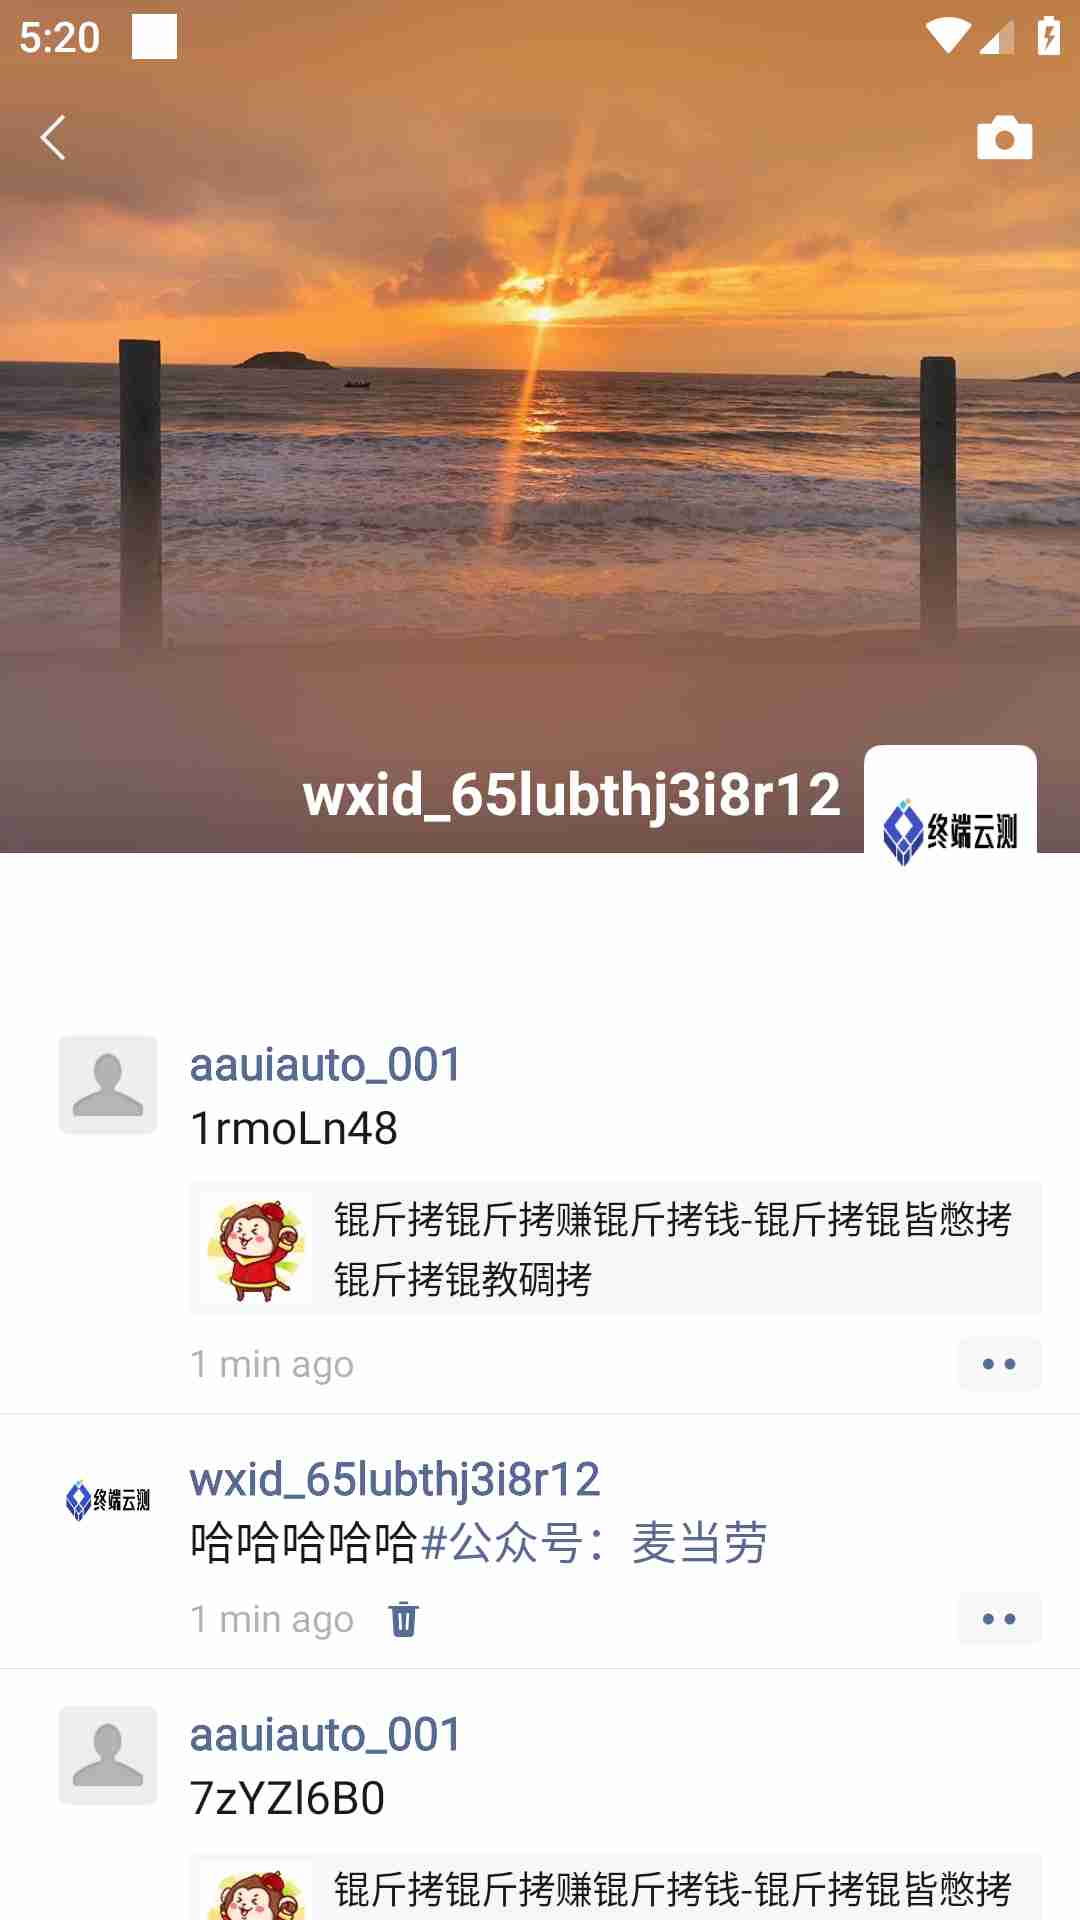 5:20
wxid_65lubthj3i8r12
终端云测
aauiauto_001
1rmoLn48
锟斤拷锟斤拷赚锟斤拷钱-锟斤拷锟皆憋拷
锟斤拷锟教碉拷
1 min ago
终端云测
wxid_65lubthj3i8r12
哈哈哈哈哈#公众号：麦当劳
1 min ago
aauiauto_001
7zYZl6B0
锟斤拷锟斤拷赚锟斤拷钱-锟斤拷锟皆憋拷